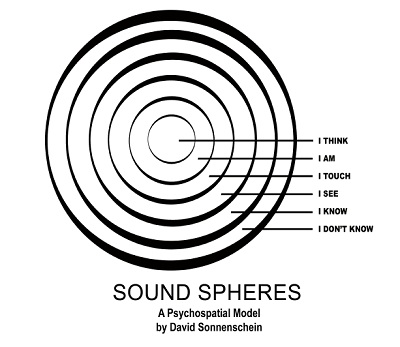 I THINK
I AM
I TOUCH
I SEE
I KNOW
I DON'T KNOW
SOUND SPHERES
A Psychospatial Model
by David Sonnenschein